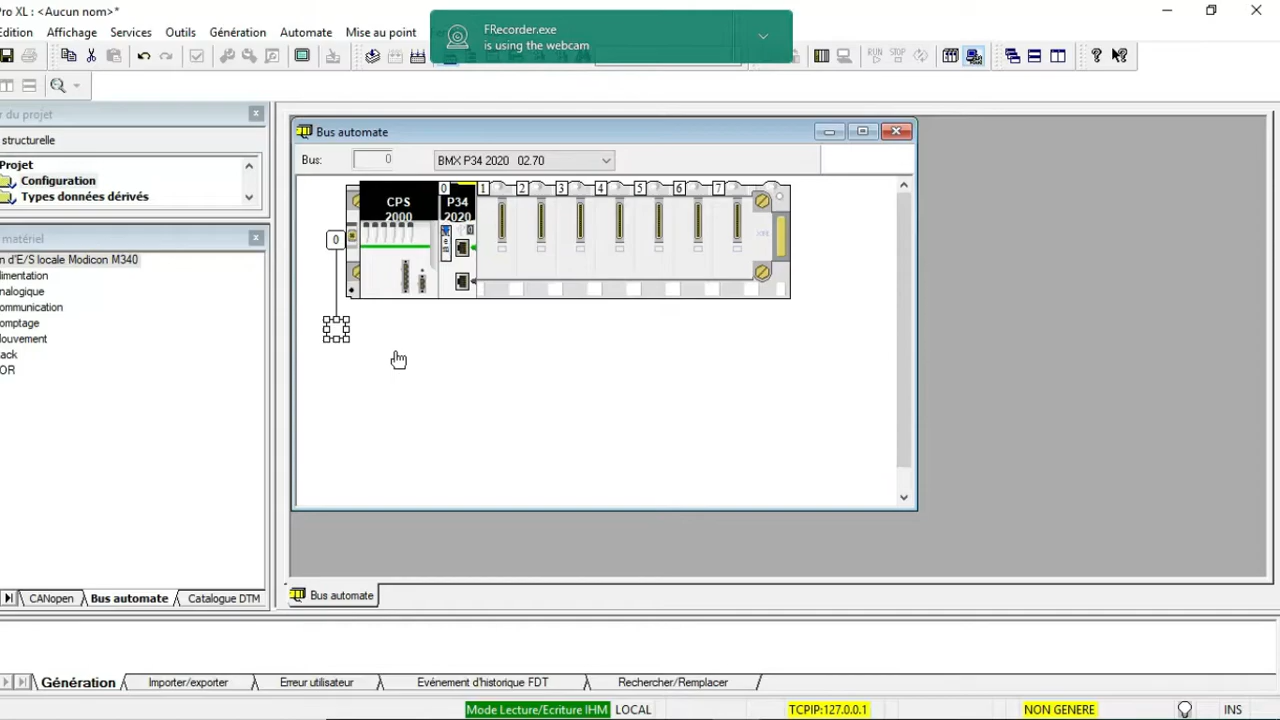 ro XL : <Aucun nom>*
FRecorder.exe
is using the webcam
Edition Affichage Services Outils Génération Automate Mise au point
RUN STOP
r du projet
structurelle
Projet
Configuration
Types données dérivés
matériel
n d'E/S locale Modicon M340
limentation
nalogique
ommunication
omptage
ouvement
ack
OR
CANopen Bus automate Catalogue DTM
Bus automate
Bus: 0 BMX P34 2020 02.70
0 1 2 3 4 5 6 7
CPS
2000
P34
2020
0
Bus automate
Génération Importer/exporter Erreur utilisateur Evénement d'historique FDT Rechercher/Remplacer
Mode Lecture/Ecriture IHM LOCAL TCPIP:127.0.0.1 NON GENERE INS